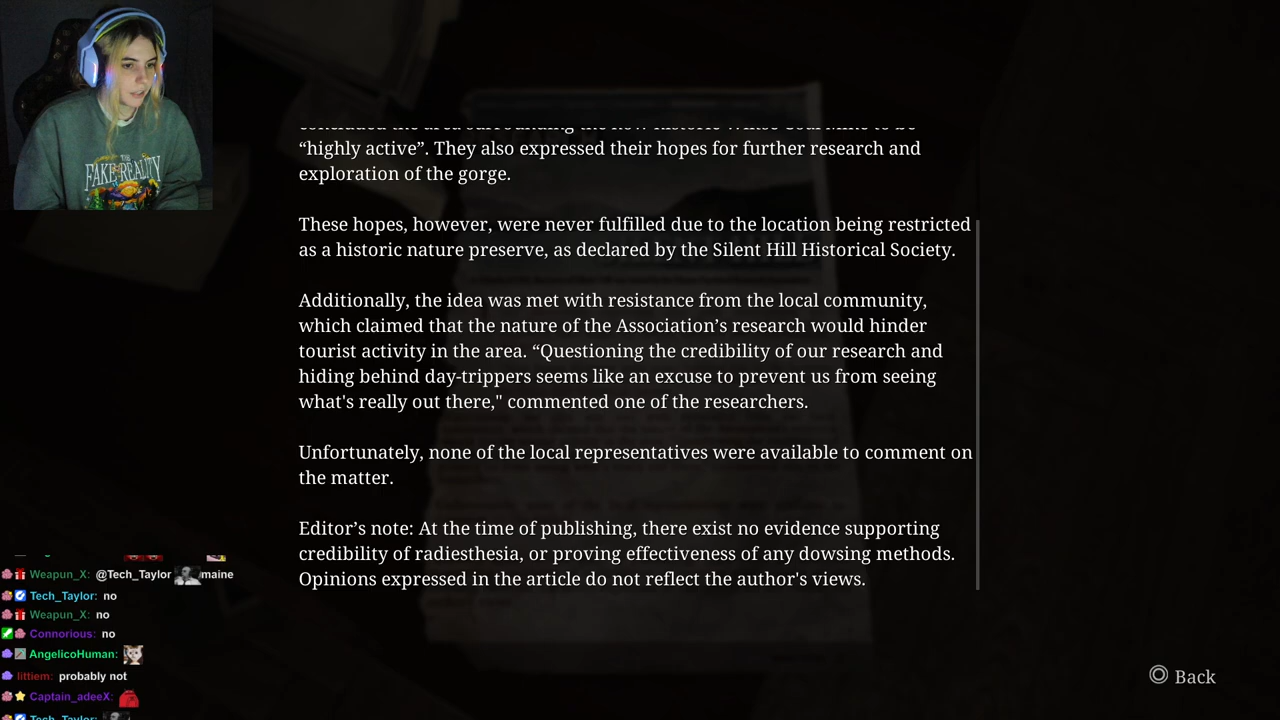 THE
FAKE REALITY
“highly active”. They also expressed their hopes for further research and
exploration of the gorge.
These hopes, however, were never fulfilled due to the location being restricted
as a historic nature preserve, as declared by the Silent Hill Historical Society.
Additionally, the idea was met with resistance from the local community,
which claimed that the nature of the Association’s research would hinder
tourist activity in the area. “Questioning the credibility of our research and
hiding behind day-trippers seems like an excuse to prevent us from seeing
what's really out there," commented one of the researchers.
Unfortunately, none of the local representatives were available to comment on
the matter.
Editor’s note: At the time of publishing, there exist no evidence supporting
credibility of radiesthesia, or proving effectiveness of any dowsing methods.
Opinions expressed in the article do not reflect the author's views.
Weapun_X: @Tech_Taylor maine
Tech_Taylor: no
Weapun_X: no
Connorious: no
AngelicoHuman:
littiem: probably not
Captain_adeeX:
Tech_Taylor:
Back